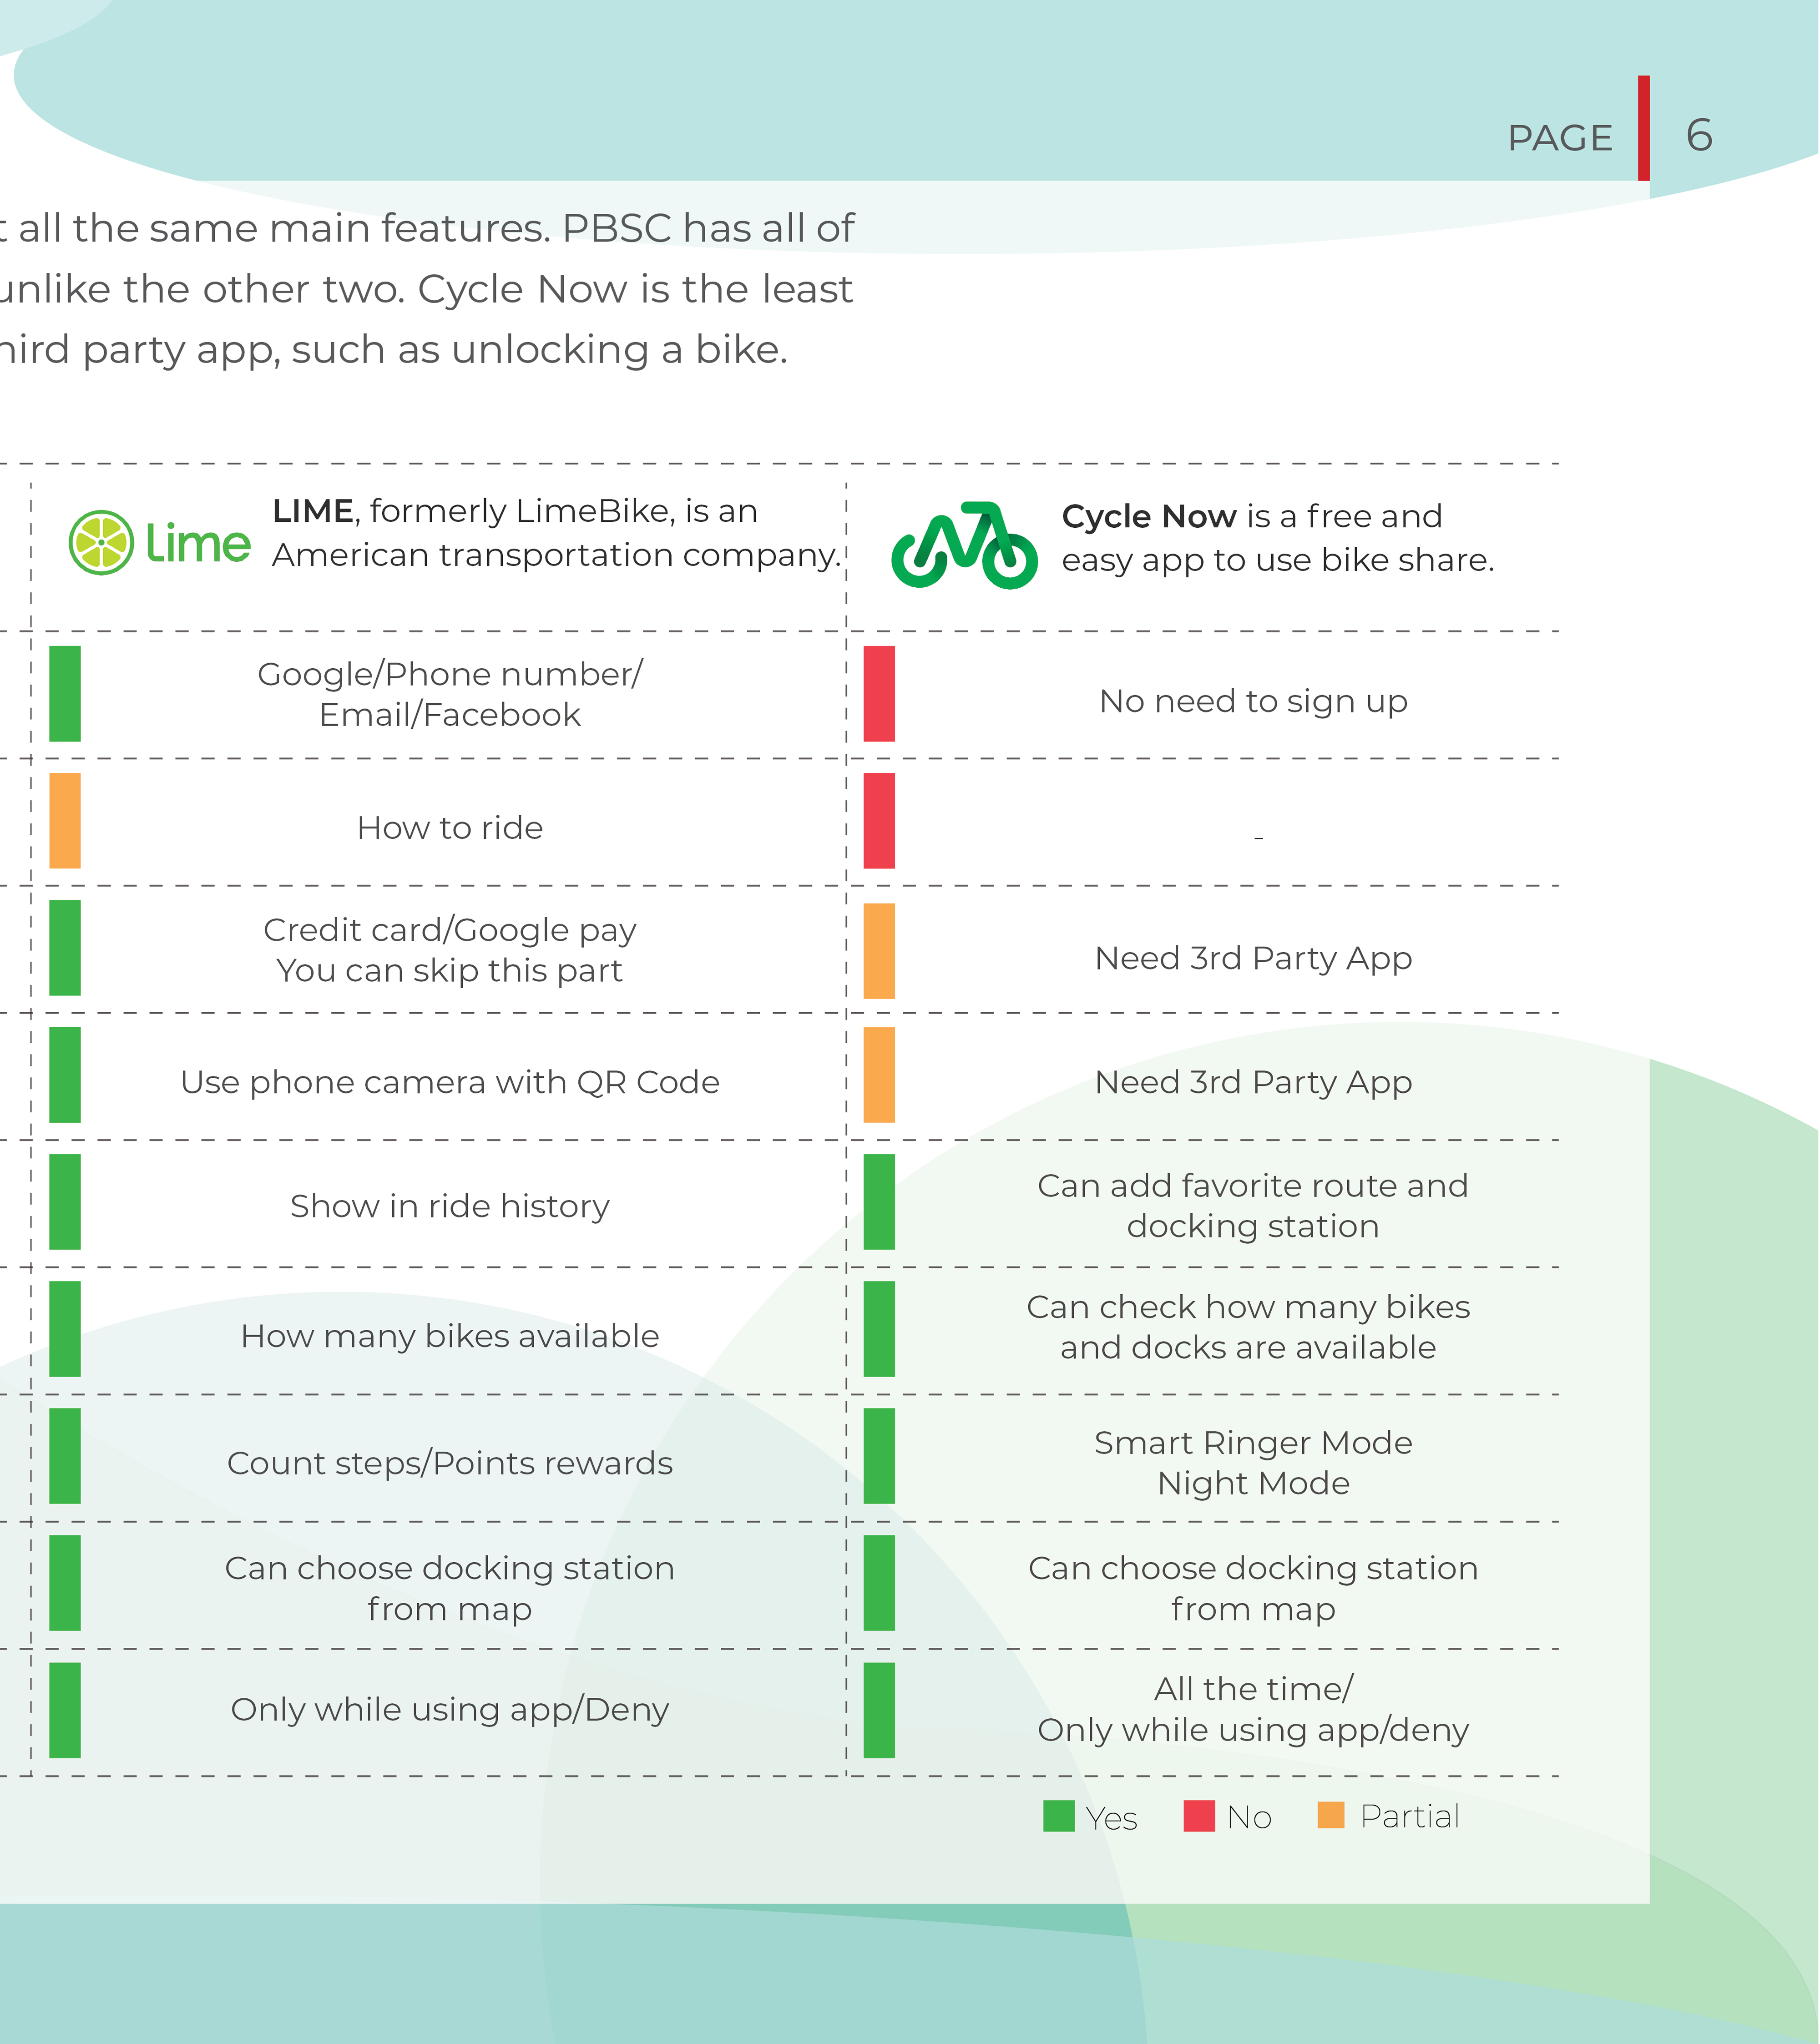 PAGE 6
all the same main features. PBSC has all of
unlike the other two. Cycle Now is the least
party app, such as unlocking a bike.
Lime
LIME, formerly LimeBike, is an
American transportation company.
Cycle Now is a free and
easy app to use bike share.
Google/Phone number/
Email/Facebook
No need to sign up
How to ride
-
Credit card/Google pay
You can skip this part
Need 3rd Party App
Use phone camera with QR Code
Need 3rd Party App
Show in ride history
Can add favorite route and
docking station
How many bikes available
Can check how many bikes
and docks are available
Count steps/Points rewards
Smart Ringer Mode
Night Mode
Can choose docking station
from map
Can choose docking station
from map
Only while using app/Deny
All the time/
Only while using app/deny
Yes No Partial